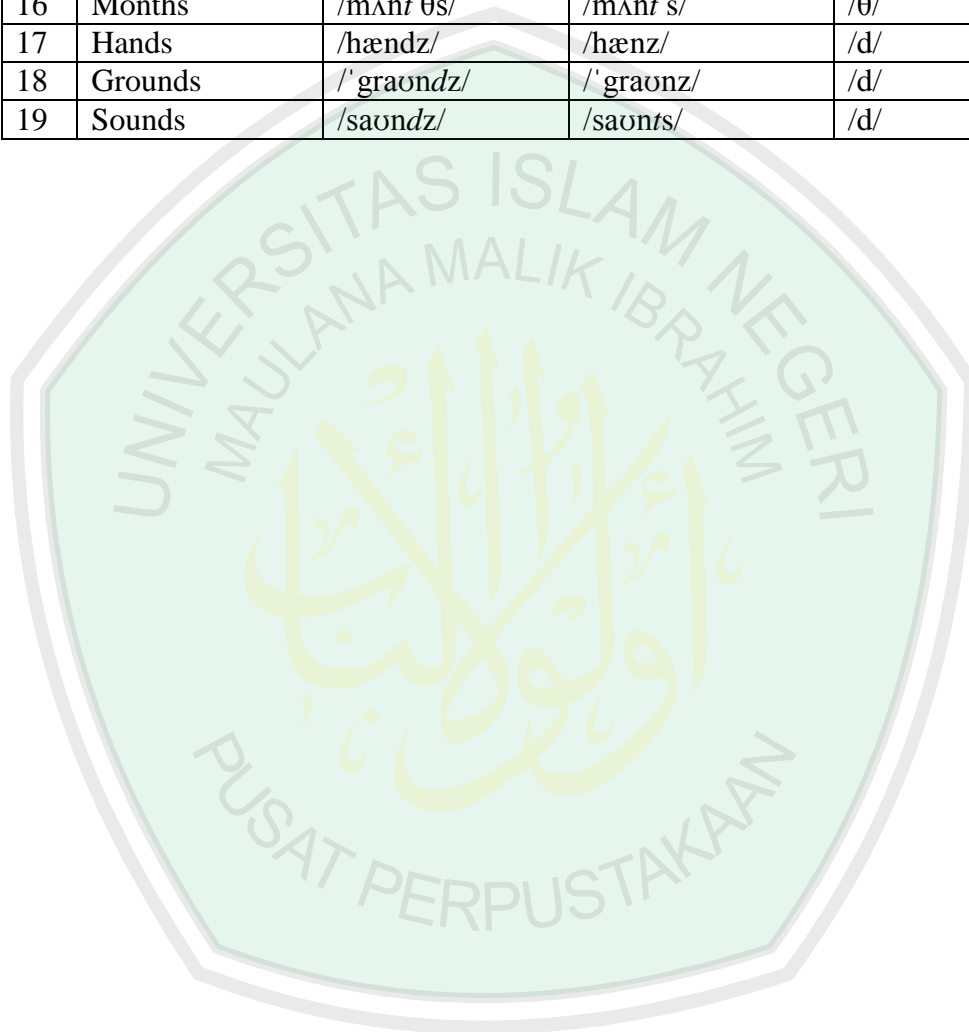 16 Months /mʌnt θs/ /mʌnt s/ /θ/
17 Hands /hændz/ /hænz/ /d/
18 Grounds /ˈgraʊndz/ /ˈgraʊnz/ /d/
19 Sounds /saʊndz/ /saʊnts/ /d/
UNIVERSITAS ISLAM NEGERI
MAULANA MALIK IBRAHIM
PUSAT PERPUSTAKAAN